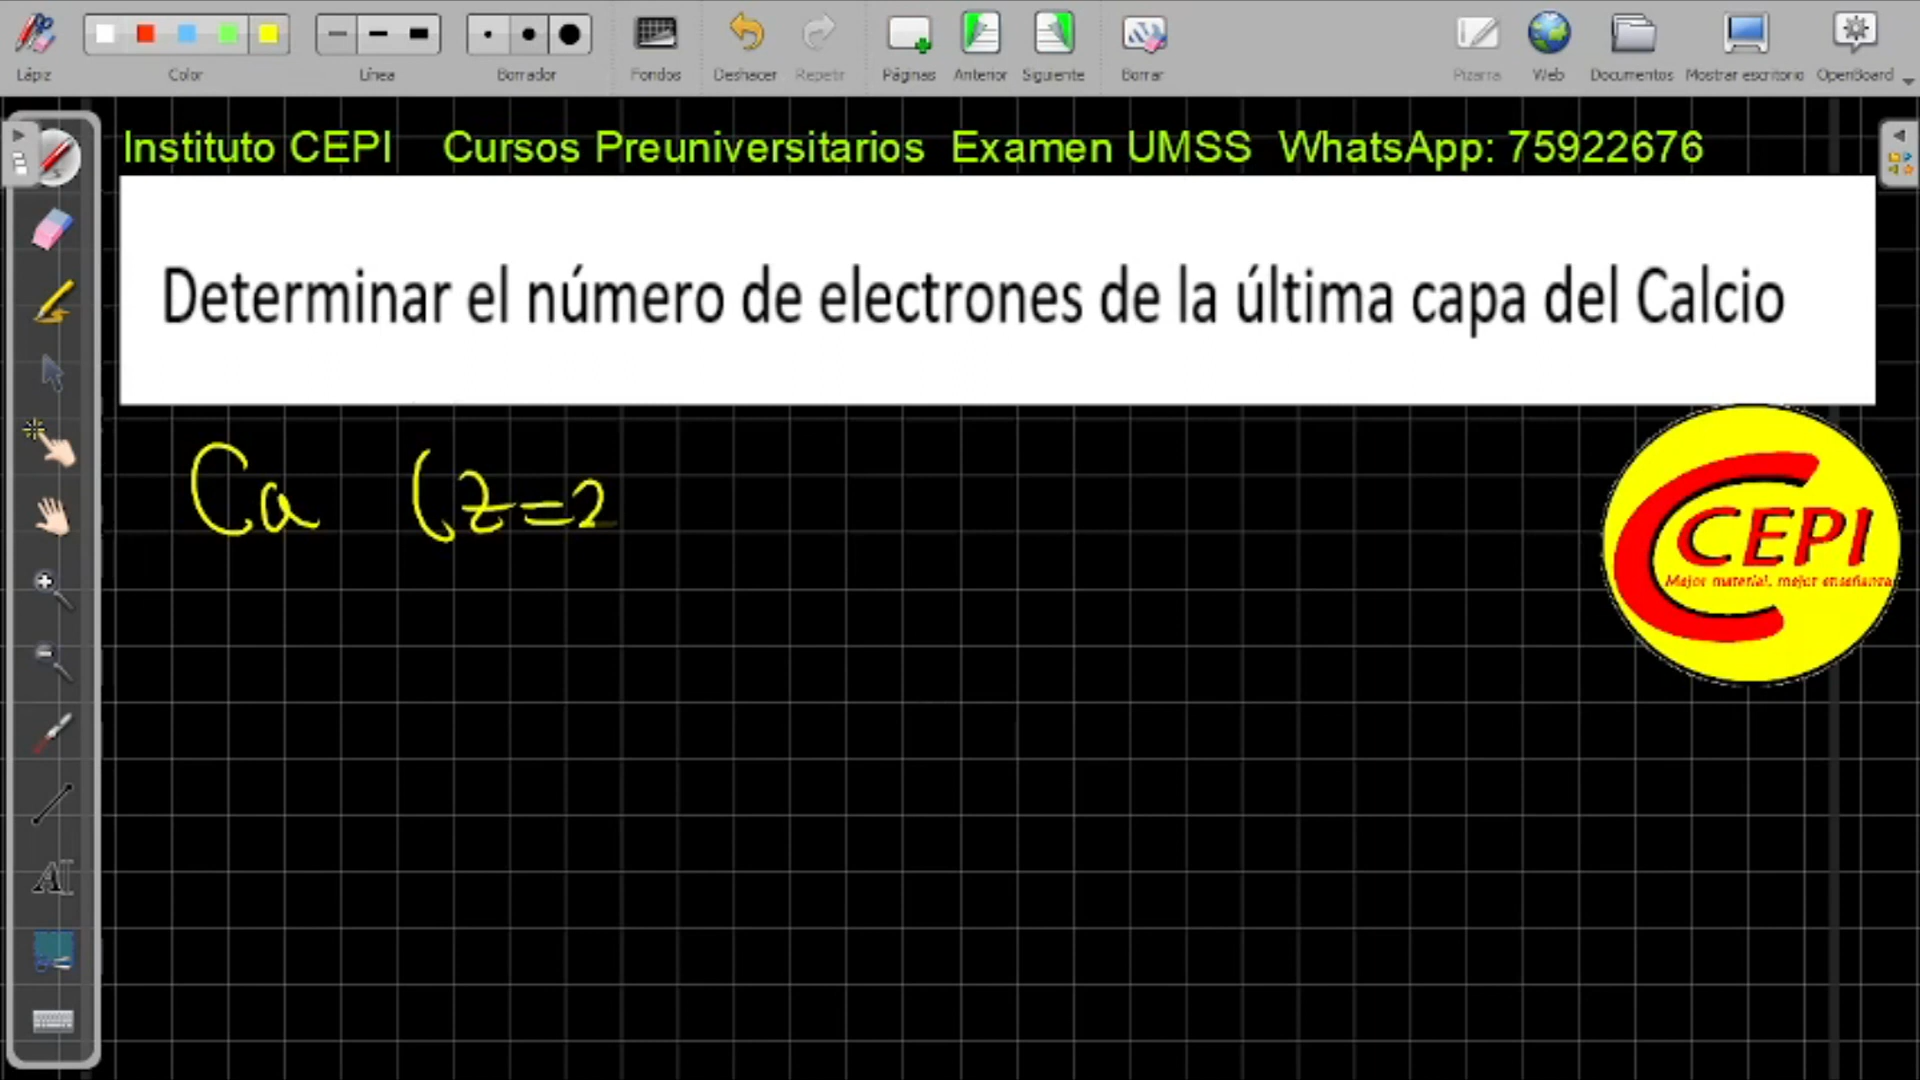 Lápiz Color Línea Borrador Fondos Deshacer Repetir Páginas Anterior Siguiente Borrar Pizarra Web Documentos Mostrar escritorio OpenBoard
Instituto CEPI Cursos Preuniversitarios Examen UMSS WhatsApp: 75922676
Determinar el número de electrones de la última capa del Calcio
Ca (z=2
CEPI
Mejor material, mejor enseñanza